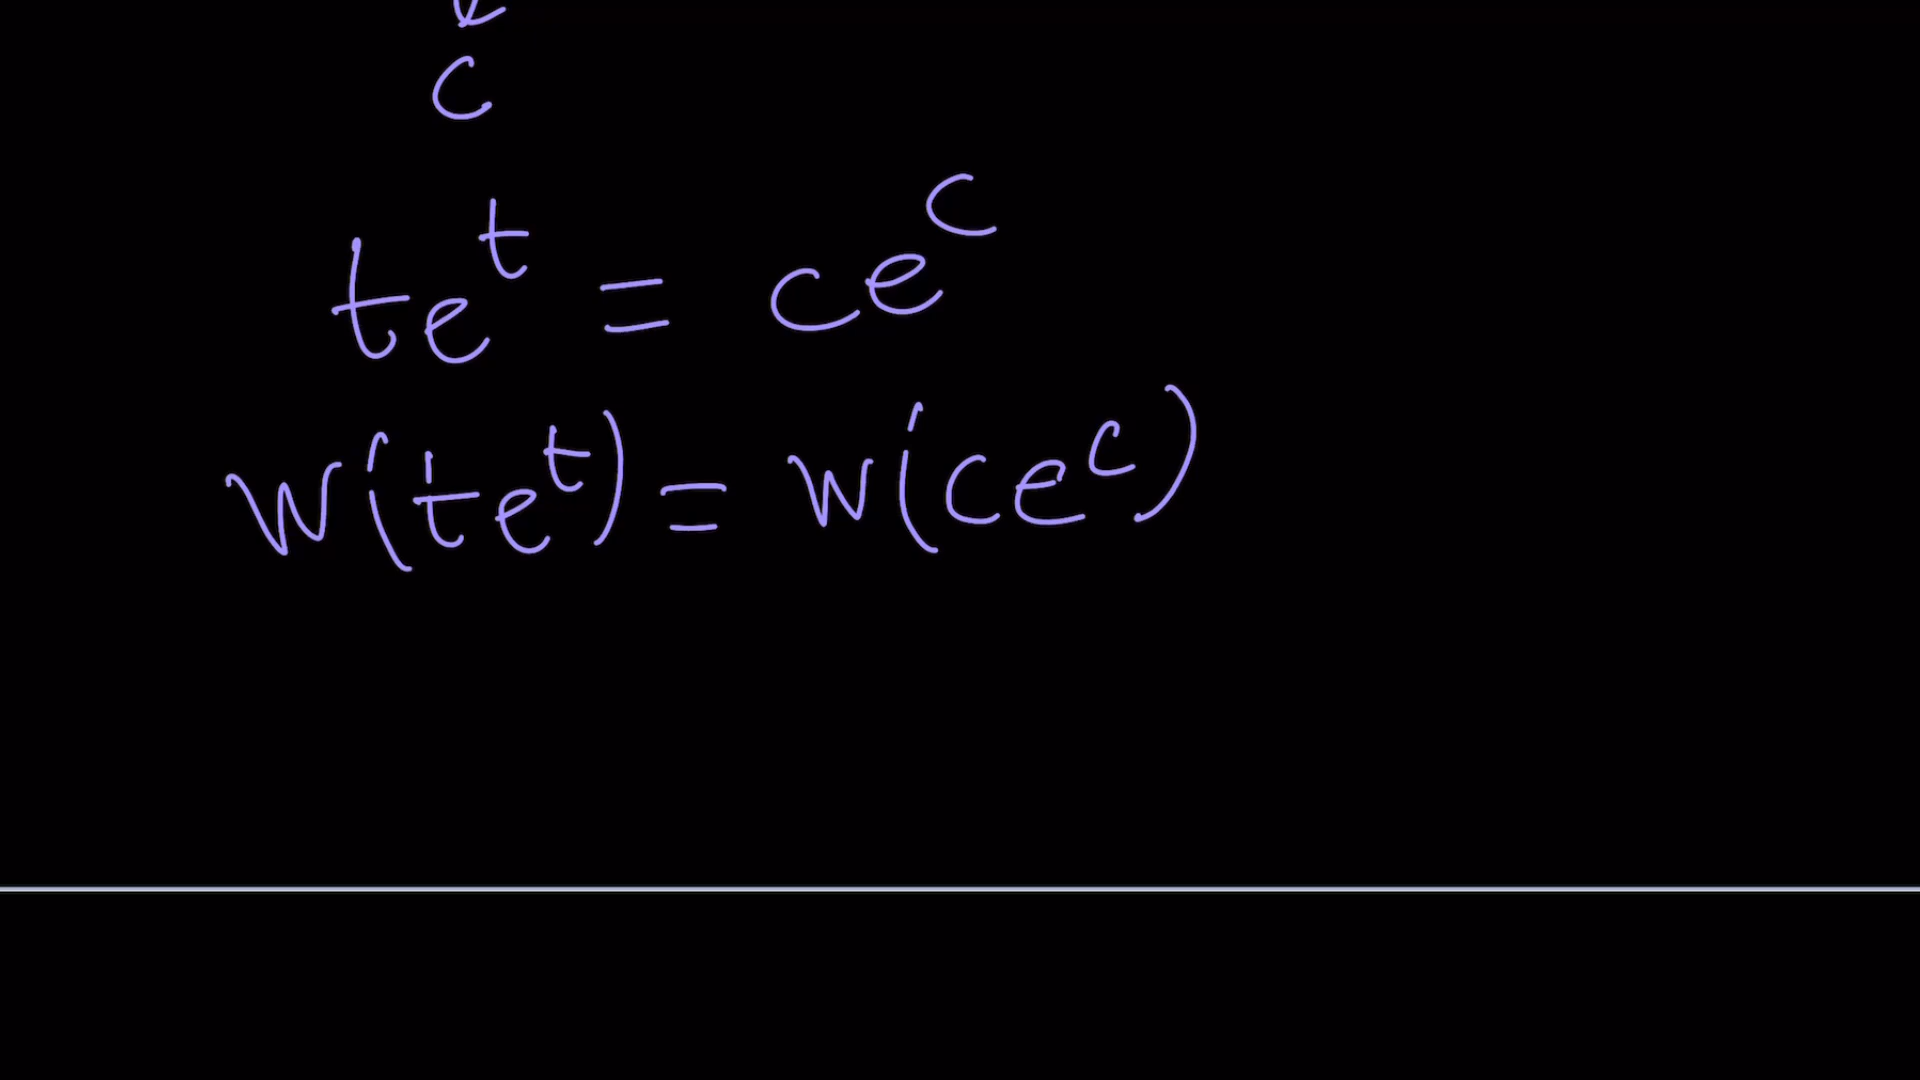 c
te^t = ce^c
W(te^t) = W(ce^c)